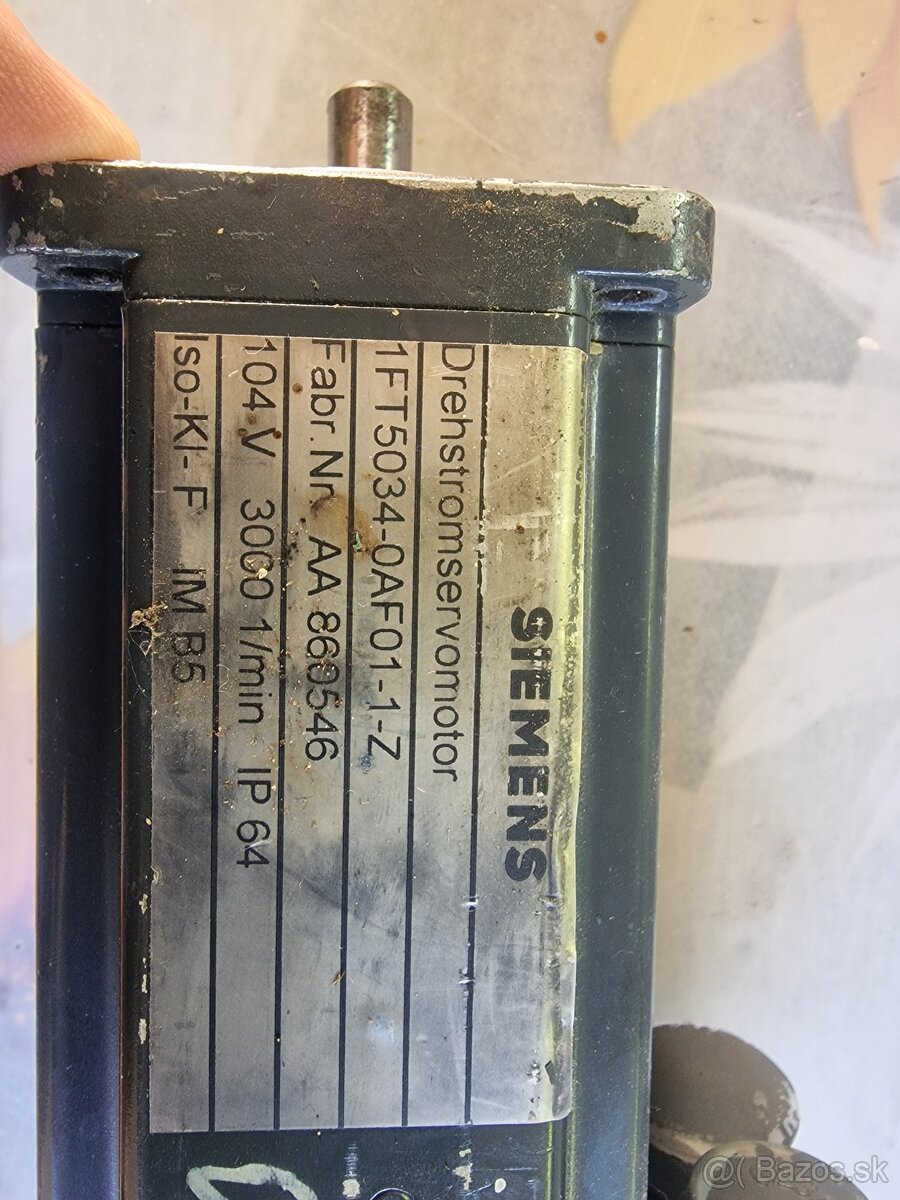 SIEMENS
Drehstromservomotor
1FT5034-0AF01-1-Z
Fabr.Nr. AA 860546
104 V 3000 1/min IP 64
Iso-Kl- F IM B5
@( Bazos.sk